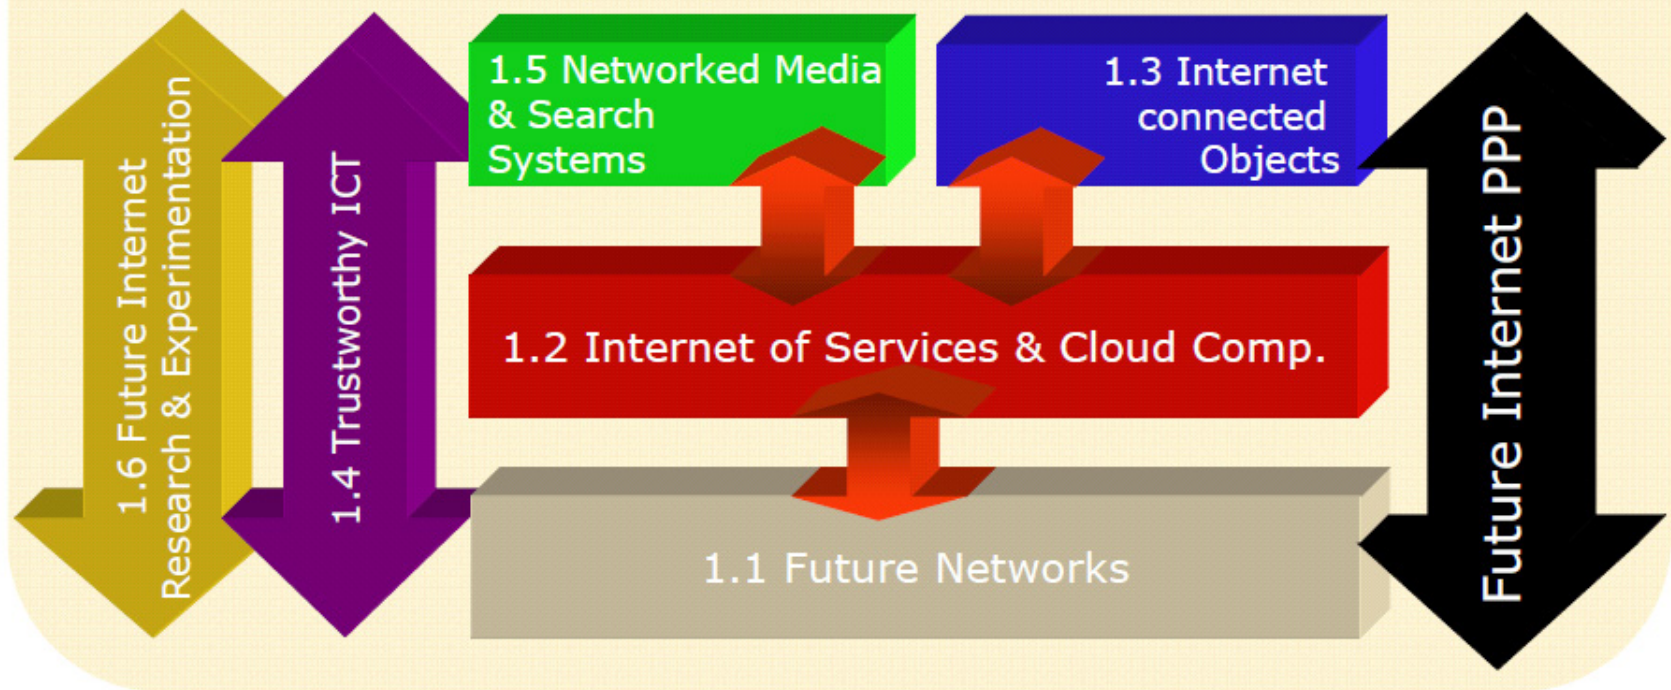 1.6 Future Internet
Research & Experimentation
1.4 Trustworthy ICT
1.5 Networked Media
& Search
Systems
1.3 Internet
connected
Objects
1.2 Internet of Services & Cloud Comp.
1.1 Future Networks
Future Internet PPP